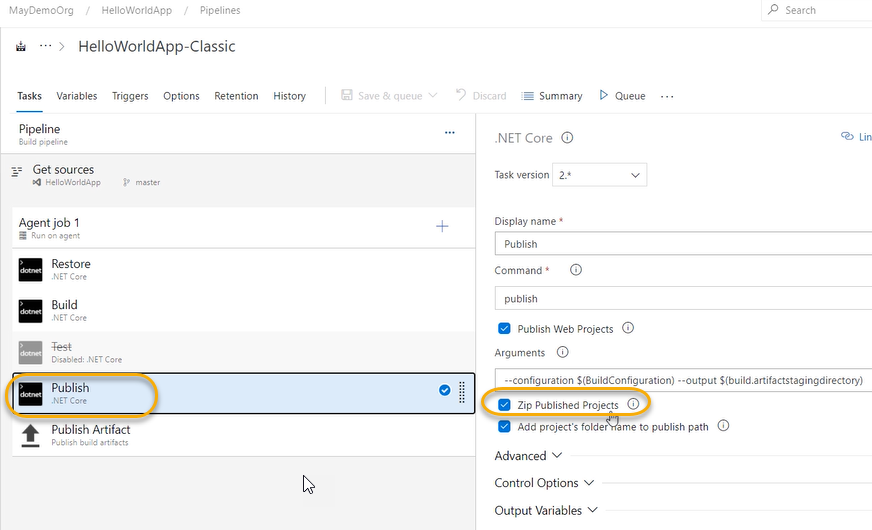 MayDemoOrg / HelloWorldApp / Pipelines
Search
··· > HelloWorldApp-Classic
Tasks Variables Triggers Options Retention History Save & queue Discard Summary Queue ···
Pipeline ···
Build pipeline
Get sources
HelloWorldApp master
Agent job 1
Run on agent
dotnet Restore
.NET Core
dotnet Build
.NET Core
dotnet Test
Disabled: .NET Core
dotnet Publish
.NET Core
Publish Artifact
Publish build artifacts
.NET Core
Lin
Task version 2.*
Display name *
Publish
Command *
publish
Publish Web Projects
Arguments
--configuration $(BuildConfiguration) --output $(build.artifactstagingdirectory)
Zip Published Projects
Add project's folder name to publish path
Advanced
Control Options
Output Variables